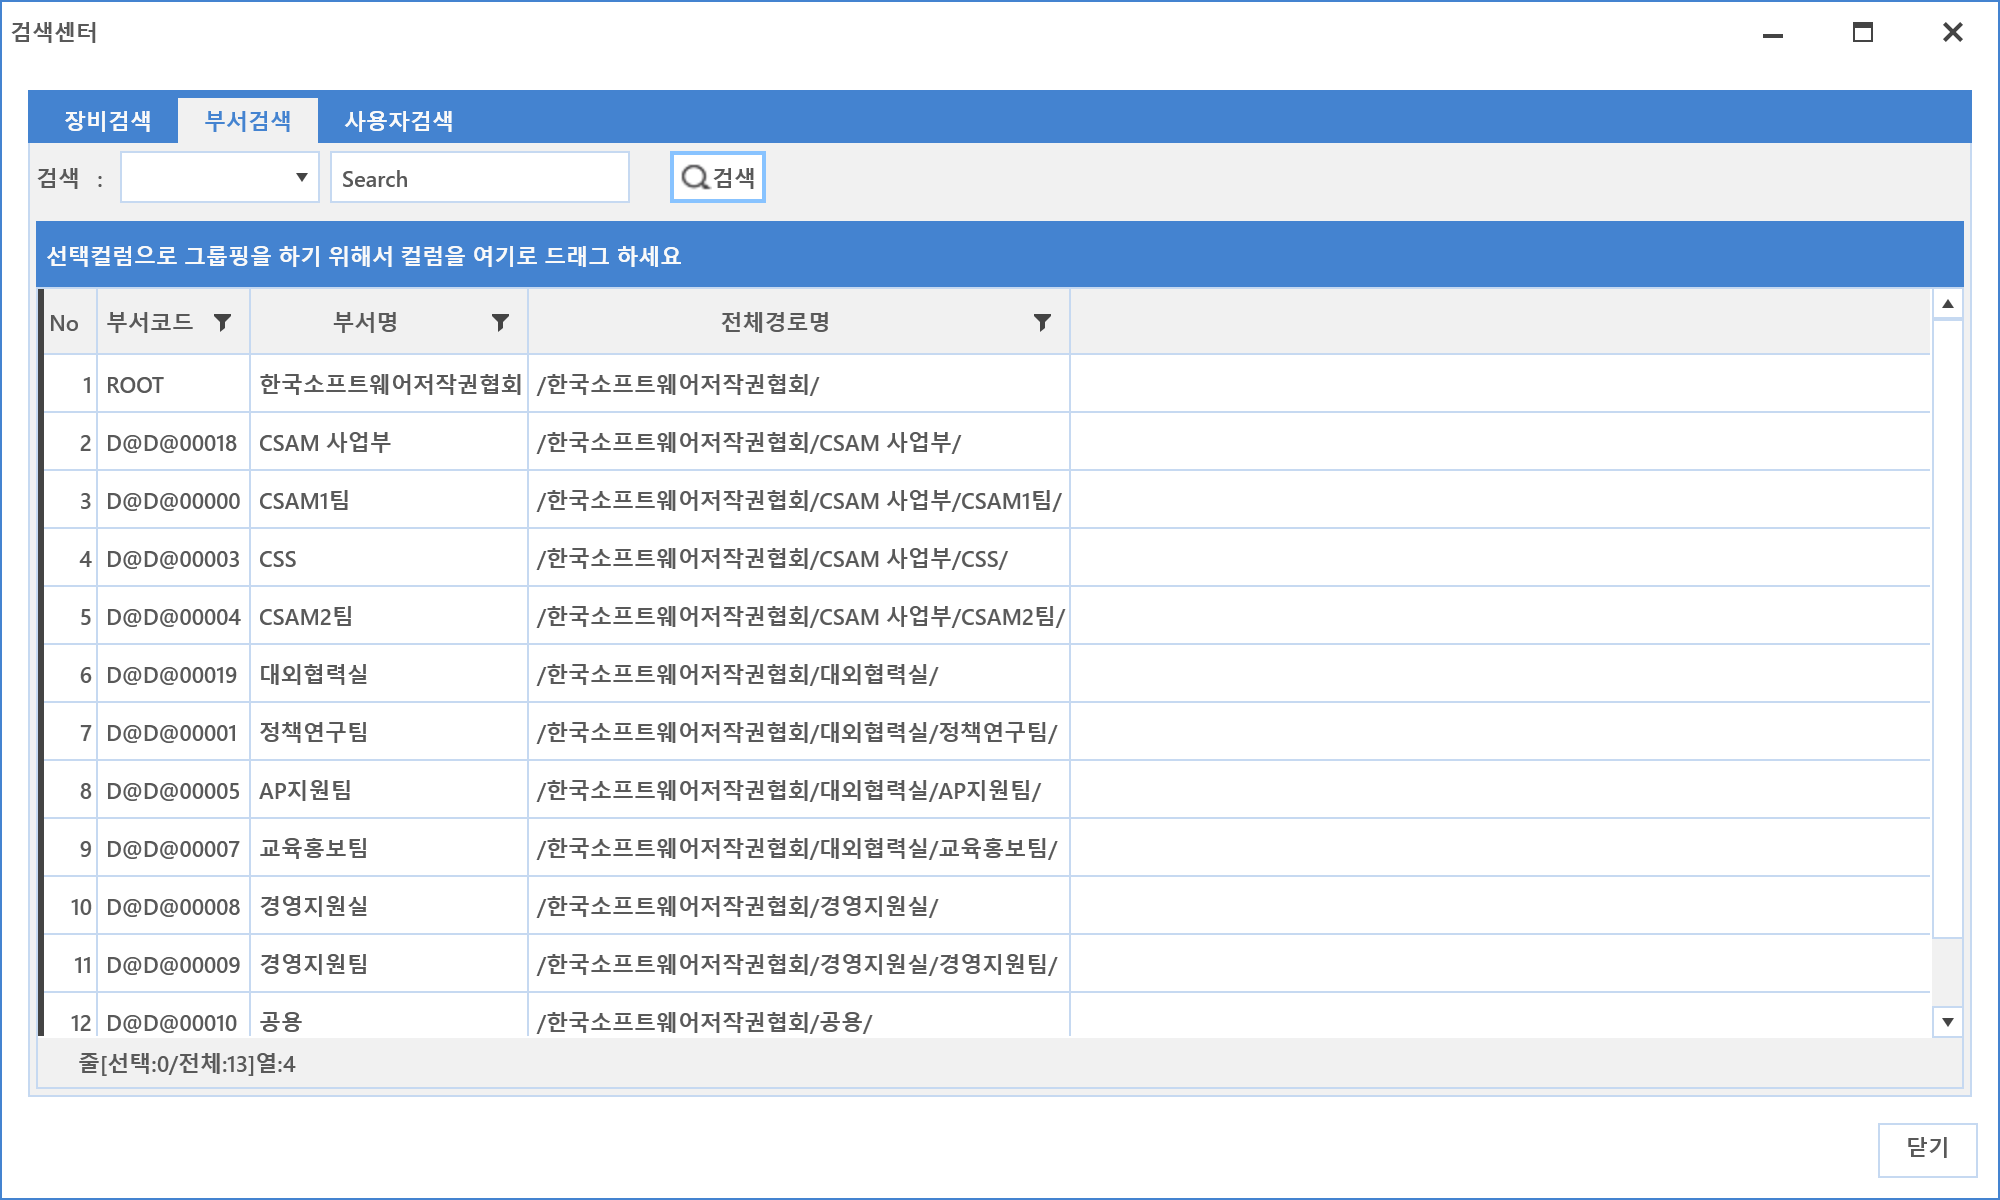 검색센터
장비검색 부서검색 사용자검색
검색 : Search 검색
선택컬럼으로 그룹핑을 하기 위해서 컬럼을 여기로 드래그 하세요
No 부서코드 부서명 전체경로명
1 ROOT 한국소프트웨어저작권협회 /한국소프트웨어저작권협회/
2 D@D@00018 CSAM 사업부 /한국소프트웨어저작권협회/CSAM 사업부/
3 D@D@00000 CSAM1팀 /한국소프트웨어저작권협회/CSAM 사업부/CSAM1팀/
4 D@D@00003 CSS /한국소프트웨어저작권협회/CSAM 사업부/CSS/
5 D@D@00004 CSAM2팀 /한국소프트웨어저작권협회/CSAM 사업부/CSAM2팀/
6 D@D@00019 대외협력실 /한국소프트웨어저작권협회/대외협력실/
7 D@D@00001 정책연구팀 /한국소프트웨어저작권협회/대외협력실/정책연구팀/
8 D@D@00005 AP지원팀 /한국소프트웨어저작권협회/대외협력실/AP지원팀/
9 D@D@00007 교육홍보팀 /한국소프트웨어저작권협회/대외협력실/교육홍보팀/
10 D@D@00008 경영지원실 /한국소프트웨어저작권협회/경영지원실/
11 D@D@00009 경영지원팀 /한국소프트웨어저작권협회/경영지원실/경영지원팀/
12 D@D@00010 공용 /한국소프트웨어저작권협회/공용/
줄[선택:0/전체:13]열:4
닫기